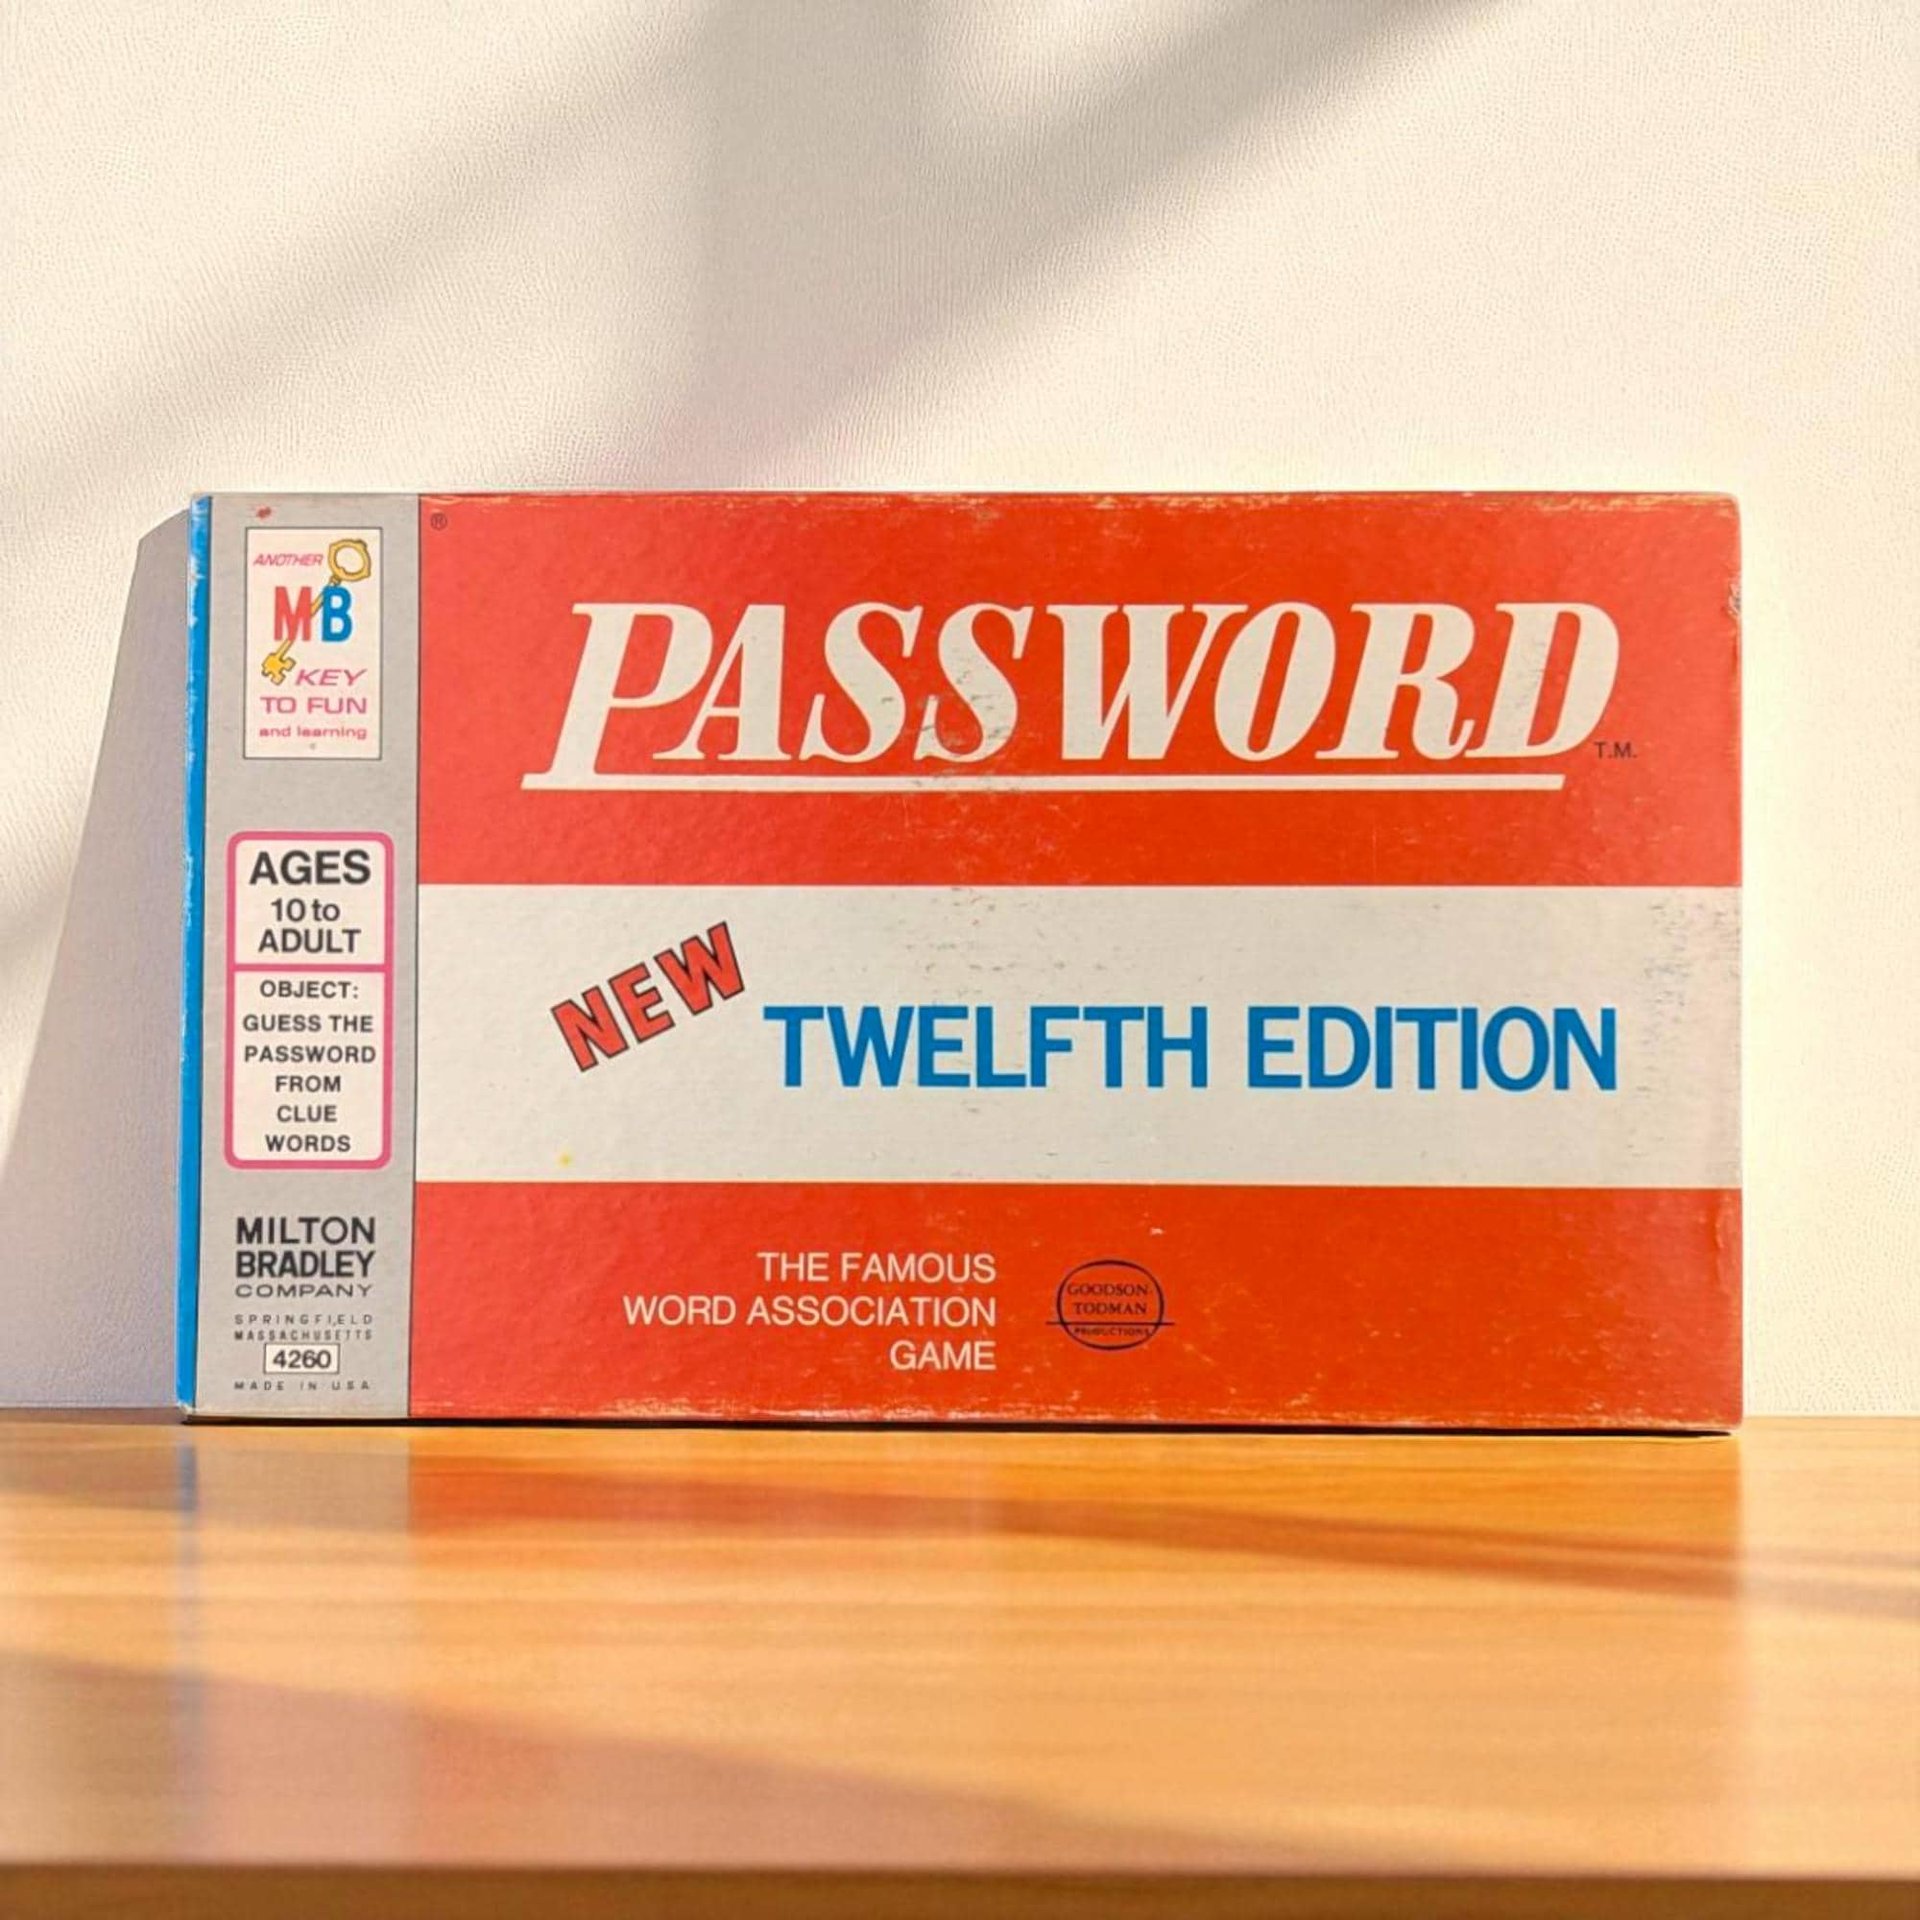 ANOTHER
MB
KEY
TO FUN
and learning
AGES
10 to
ADULT
OBJECT:
GUESS THE
PASSWORD
FROM
CLUE
WORDS
MILTON
BRADLEY
COMPANY
SPRINGFIELD
MASSACHUSETTS
4260
MADE IN USA
®
PASSWORD
T.M.
NEW
TWELFTH EDITION
THE FAMOUS
WORD ASSOCIATION
GAME
GOODSON-
TODMAN
PRODUCTIONS